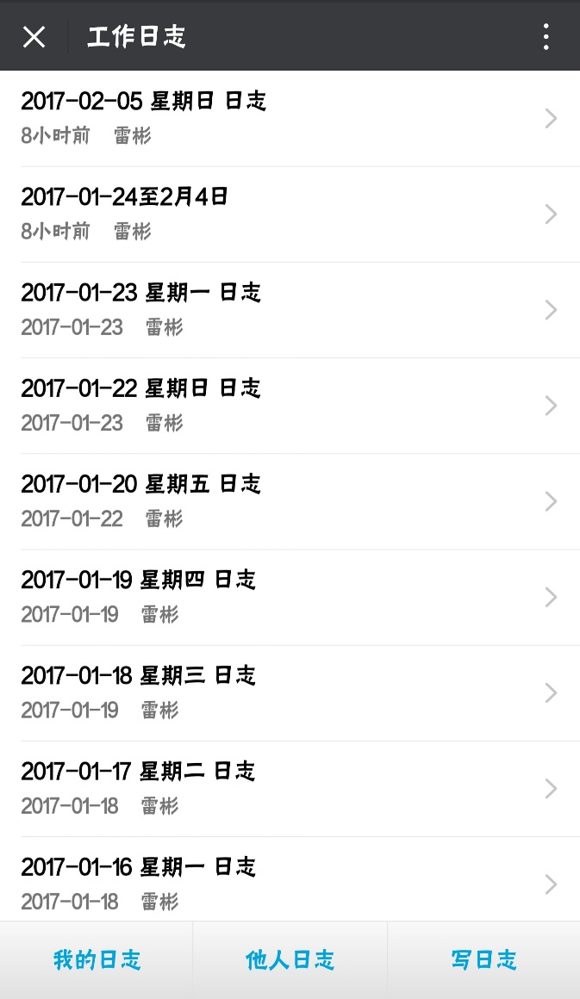 工作日志
2017-02-05 星期日 日志
8小时前 雷彬
2017-01-24至2月4日
8小时前 雷彬
2017-01-23 星期一 日志
2017-01-23 雷彬
2017-01-22 星期日 日志
2017-01-23 雷彬
2017-01-20 星期五 日志
2017-01-22 雷彬
2017-01-19 星期四 日志
2017-01-19 雷彬
2017-01-18 星期三 日志
2017-01-19 雷彬
2017-01-17 星期二 日志
2017-01-18 雷彬
2017-01-16 星期一 日志
2017-01-18 雷彬
我的日志 他人日志 写日志